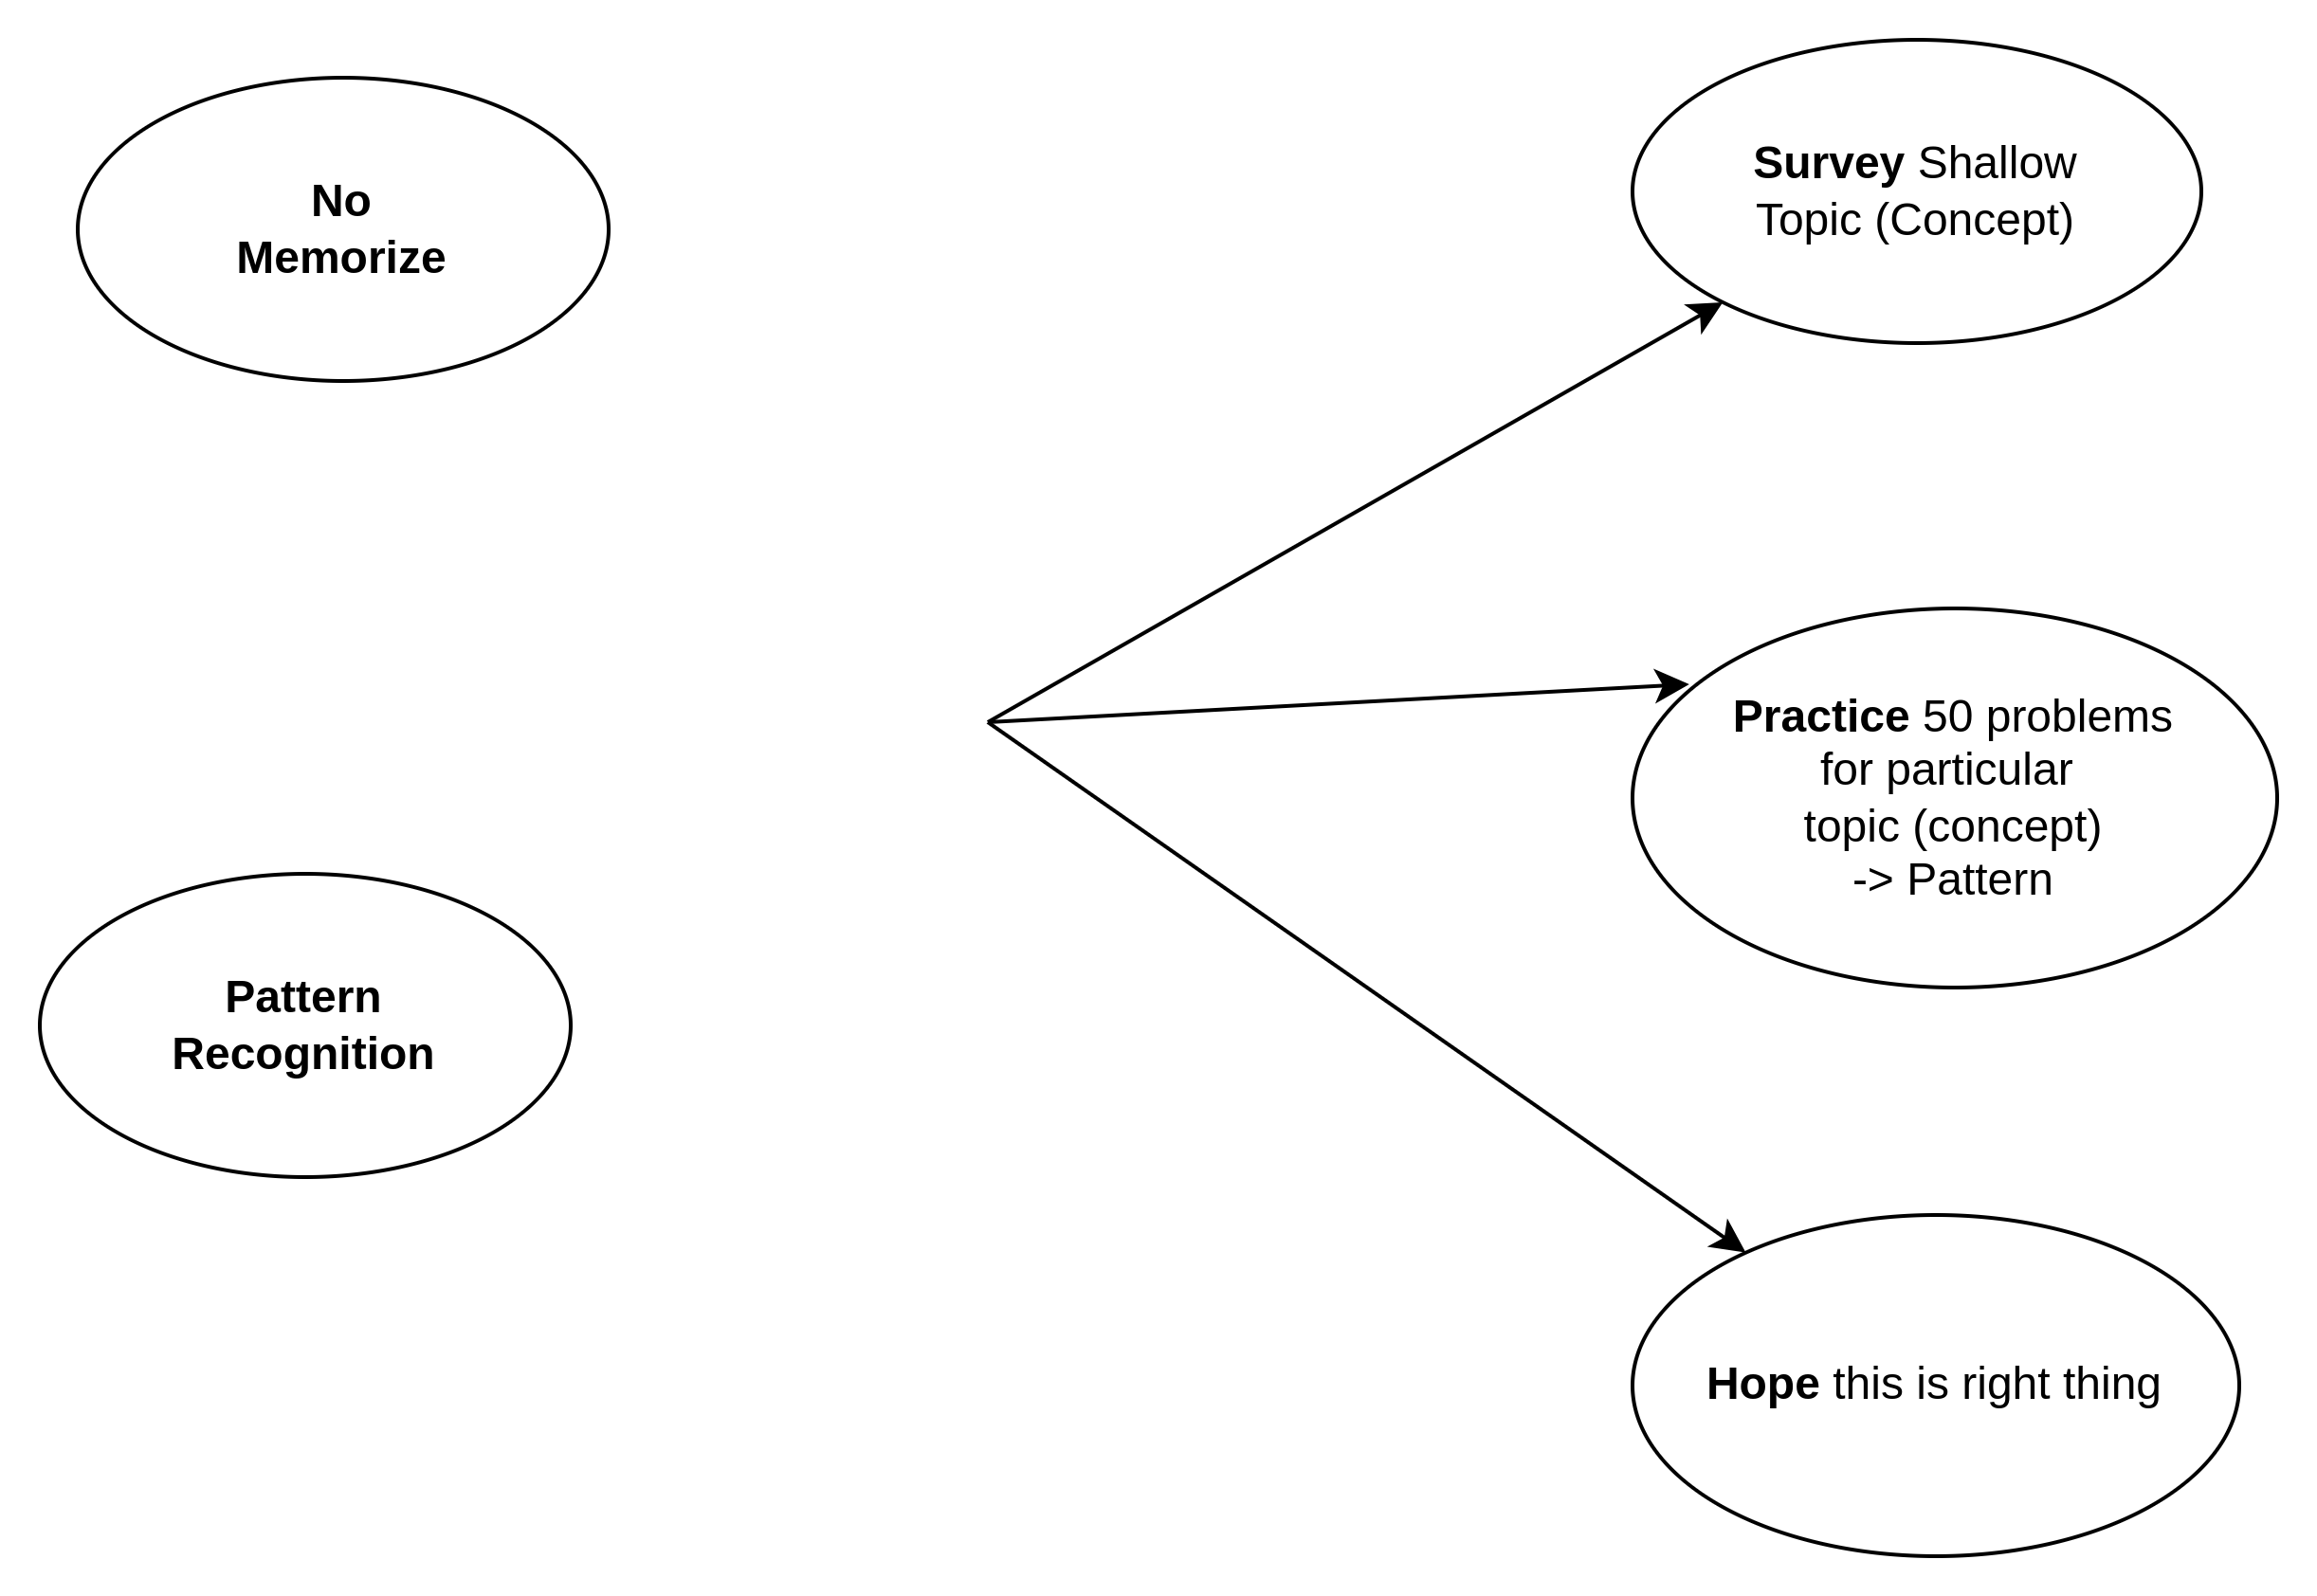 No
Memorize
Pattern
Recognition
Survey Shallow
Topic (Concept)
Practice 50 problems
for particular
topic (concept)
-> Pattern
Hope this is right thing